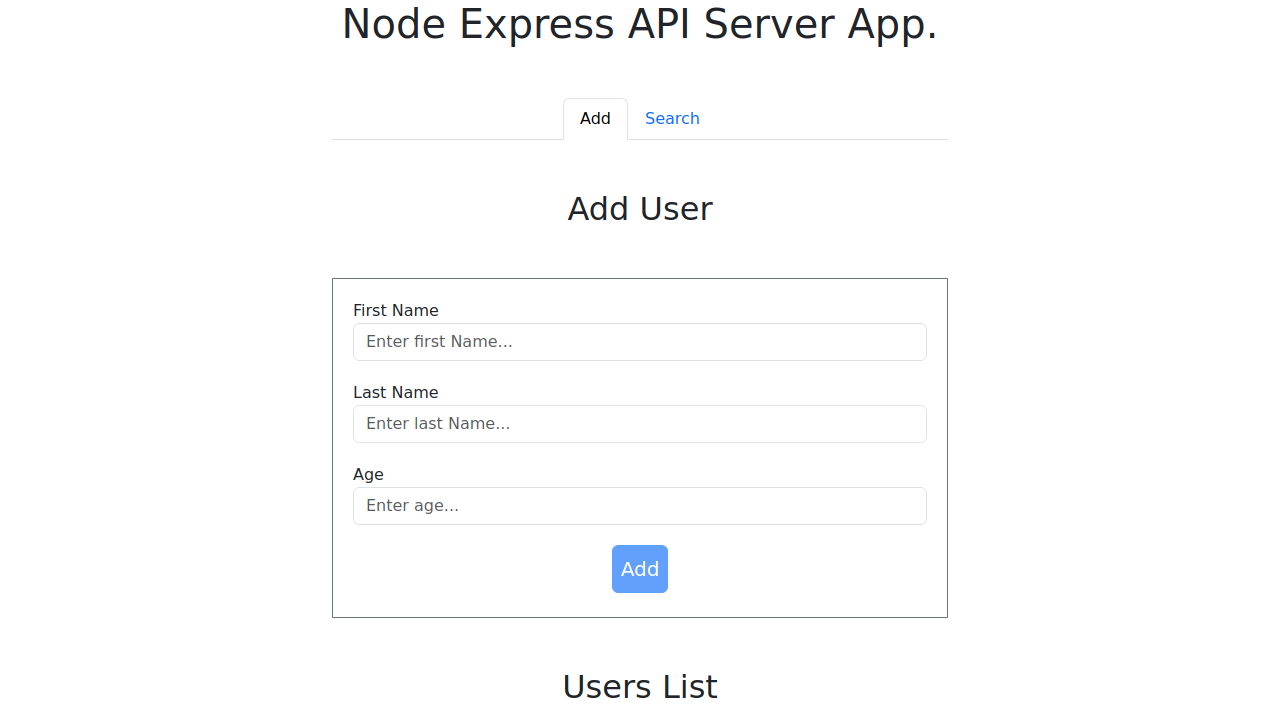 Node Express API Server App.
Add
Search
Add User
First Name
Enter first Name...
Last Name
Enter last Name...
Age
Enter age...
Add
Users List